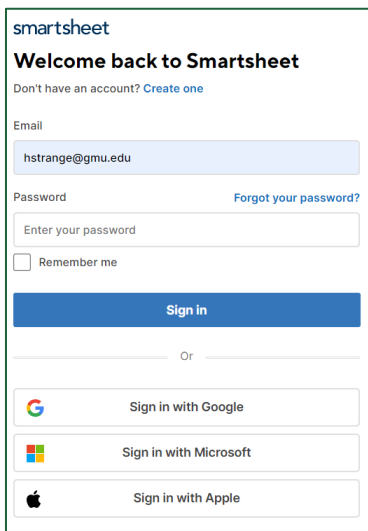 smartsheet
Welcome back to Smartsheet
Don't have an account? Create one
Email
hstrange@gmu.edu
Password Forgot your password?
Enter your password
Remember me
Sign in
Or
Sign in with Google
Sign in with Microsoft
Sign in with Apple